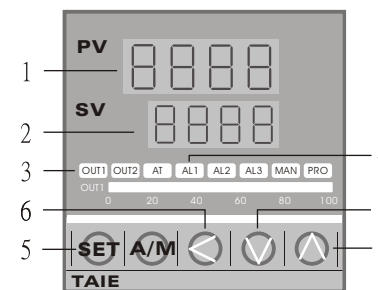 PV
1
8888
SV
2
8888
3
OUT1 OUT2 AT AL1 AL2 AL3 MAN PRO
OUT1
0 20 40 60 80 100
6
5 SET A/M
TAIE